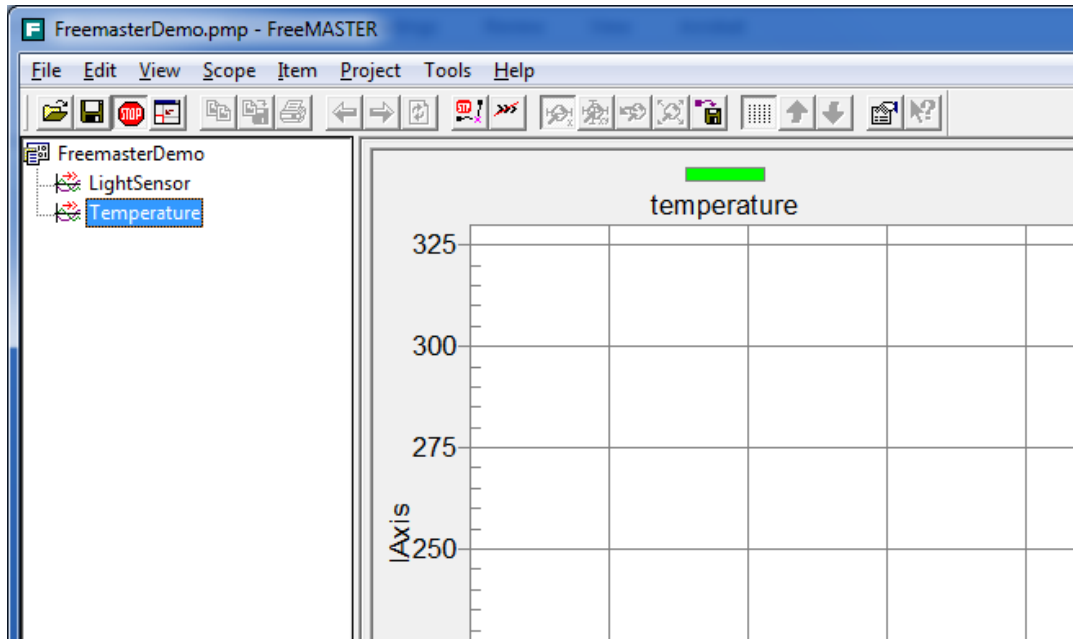 FreemasterDemo.pmp - FreeMASTER
File Edit View Scope Item Project Tools Help
STOP
FreemasterDemo
LightSensor
Temperature
temperature
325
300
275
250
lAxis